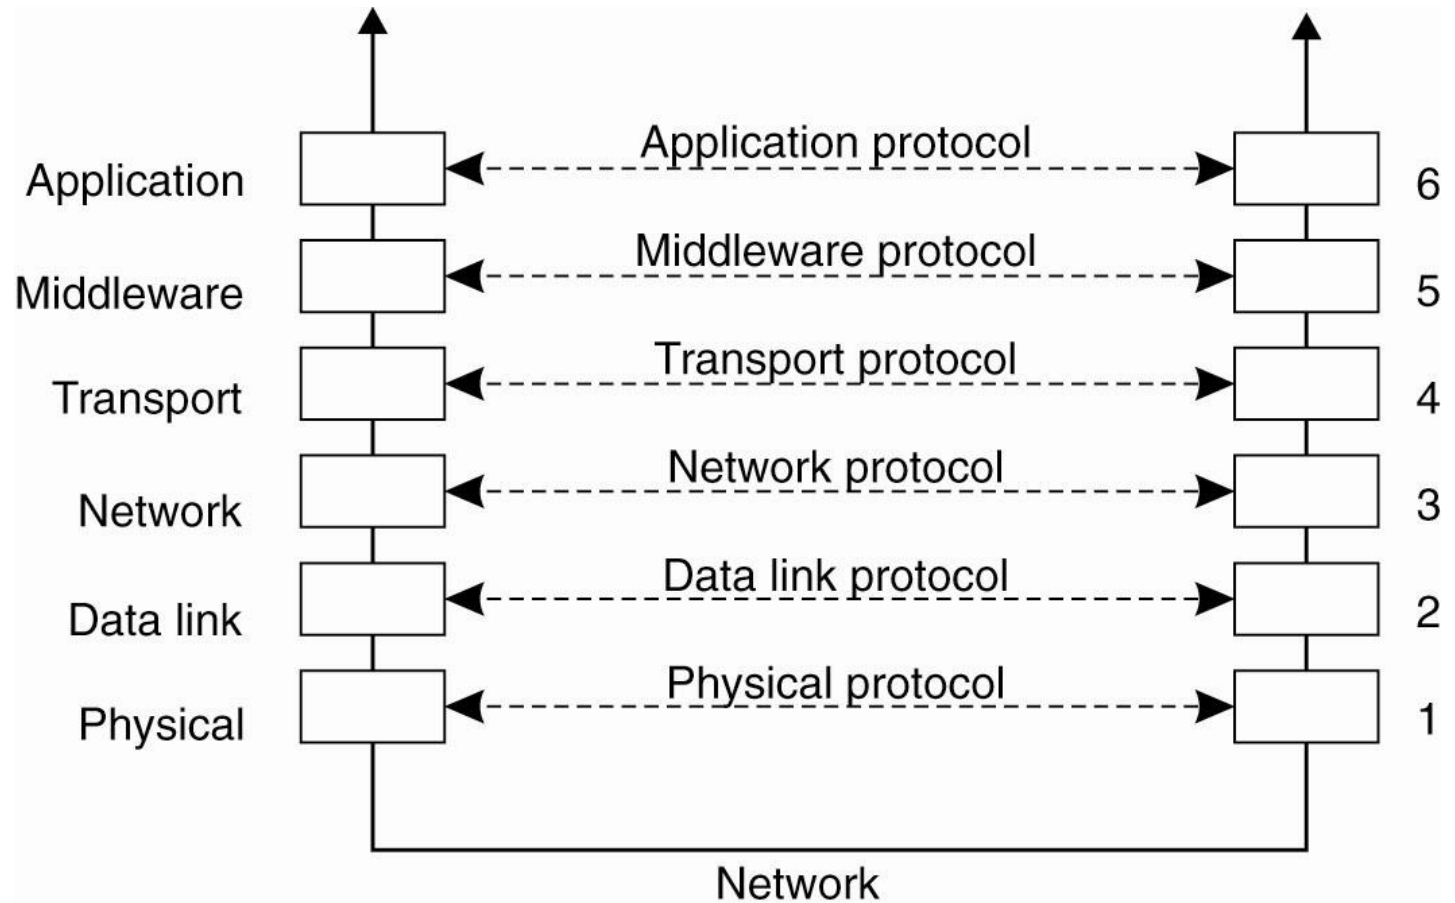 Application protocol
Application
6
Middleware protocol
Middleware
5
Transport protocol
Transport
4
Network protocol
Network
3
Data link protocol
Data link
2
Physical protocol
Physical
1
Network